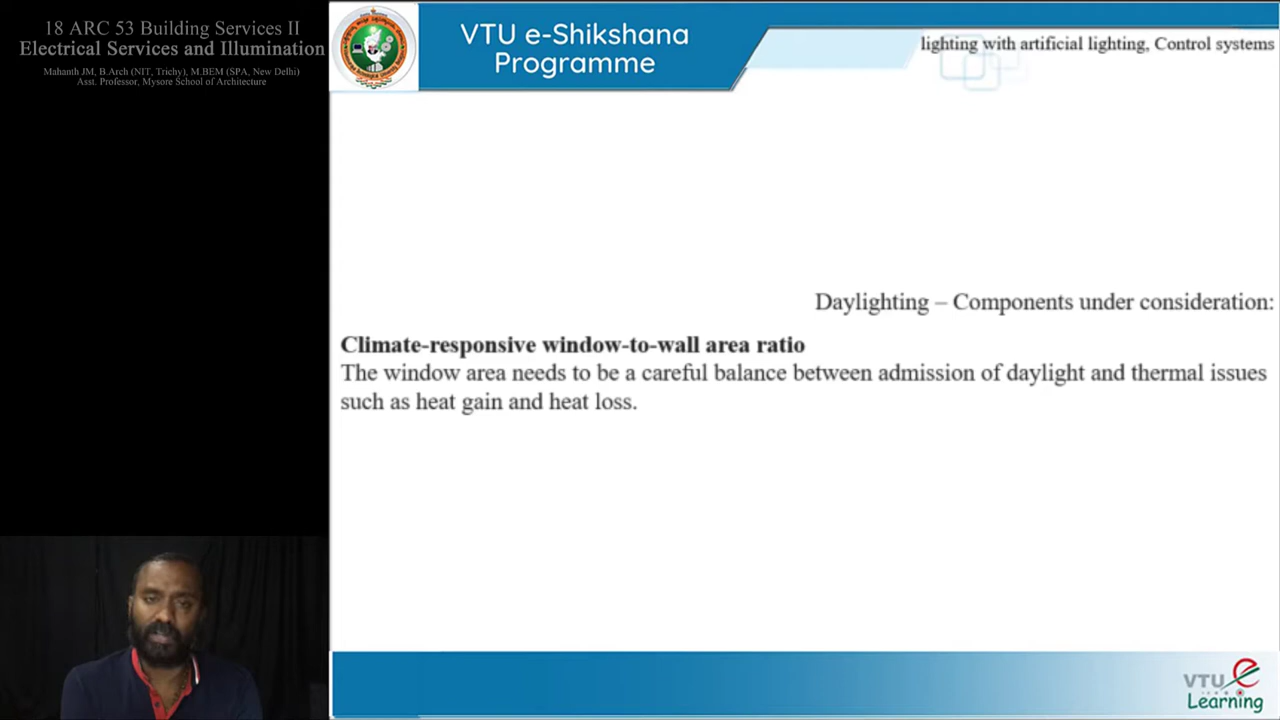 18 ARC 53 Building Services II
Electrical Services and Illumination
Mahanth JM, B.Arch (NIT, Trichy), M.BEM (SPA, New Delhi)
Asst. Professor, Mysore School of Architecture
VTU e-Shikshana
Programme
lighting with artificial lighting, Control systems
Daylighting – Components under consideration:
Climate-responsive window-to-wall area ratio
The window area needs to be a careful balance between admission of daylight and thermal issues
such as heat gain and heat loss.
VTU e
Learning